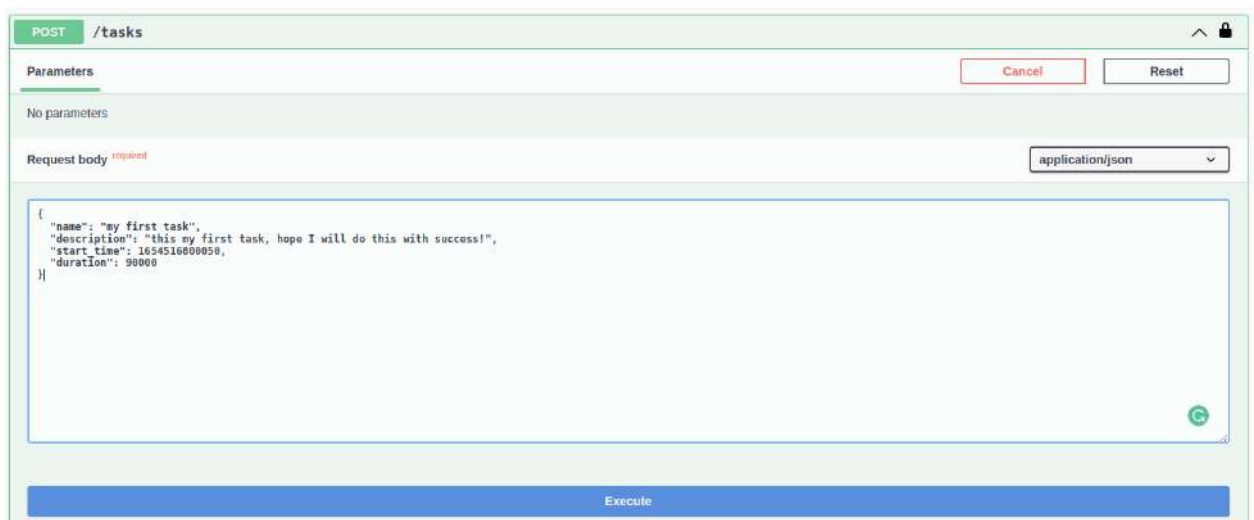 POST /tasks
Parameters
Cancel
Reset
No parameters
Request body required
application/json
{
"name": "my first task",
"description": "this my first task, hope I will do this with success!",
"start_time": 1654516800050,
"duration": 90000
}
Execute